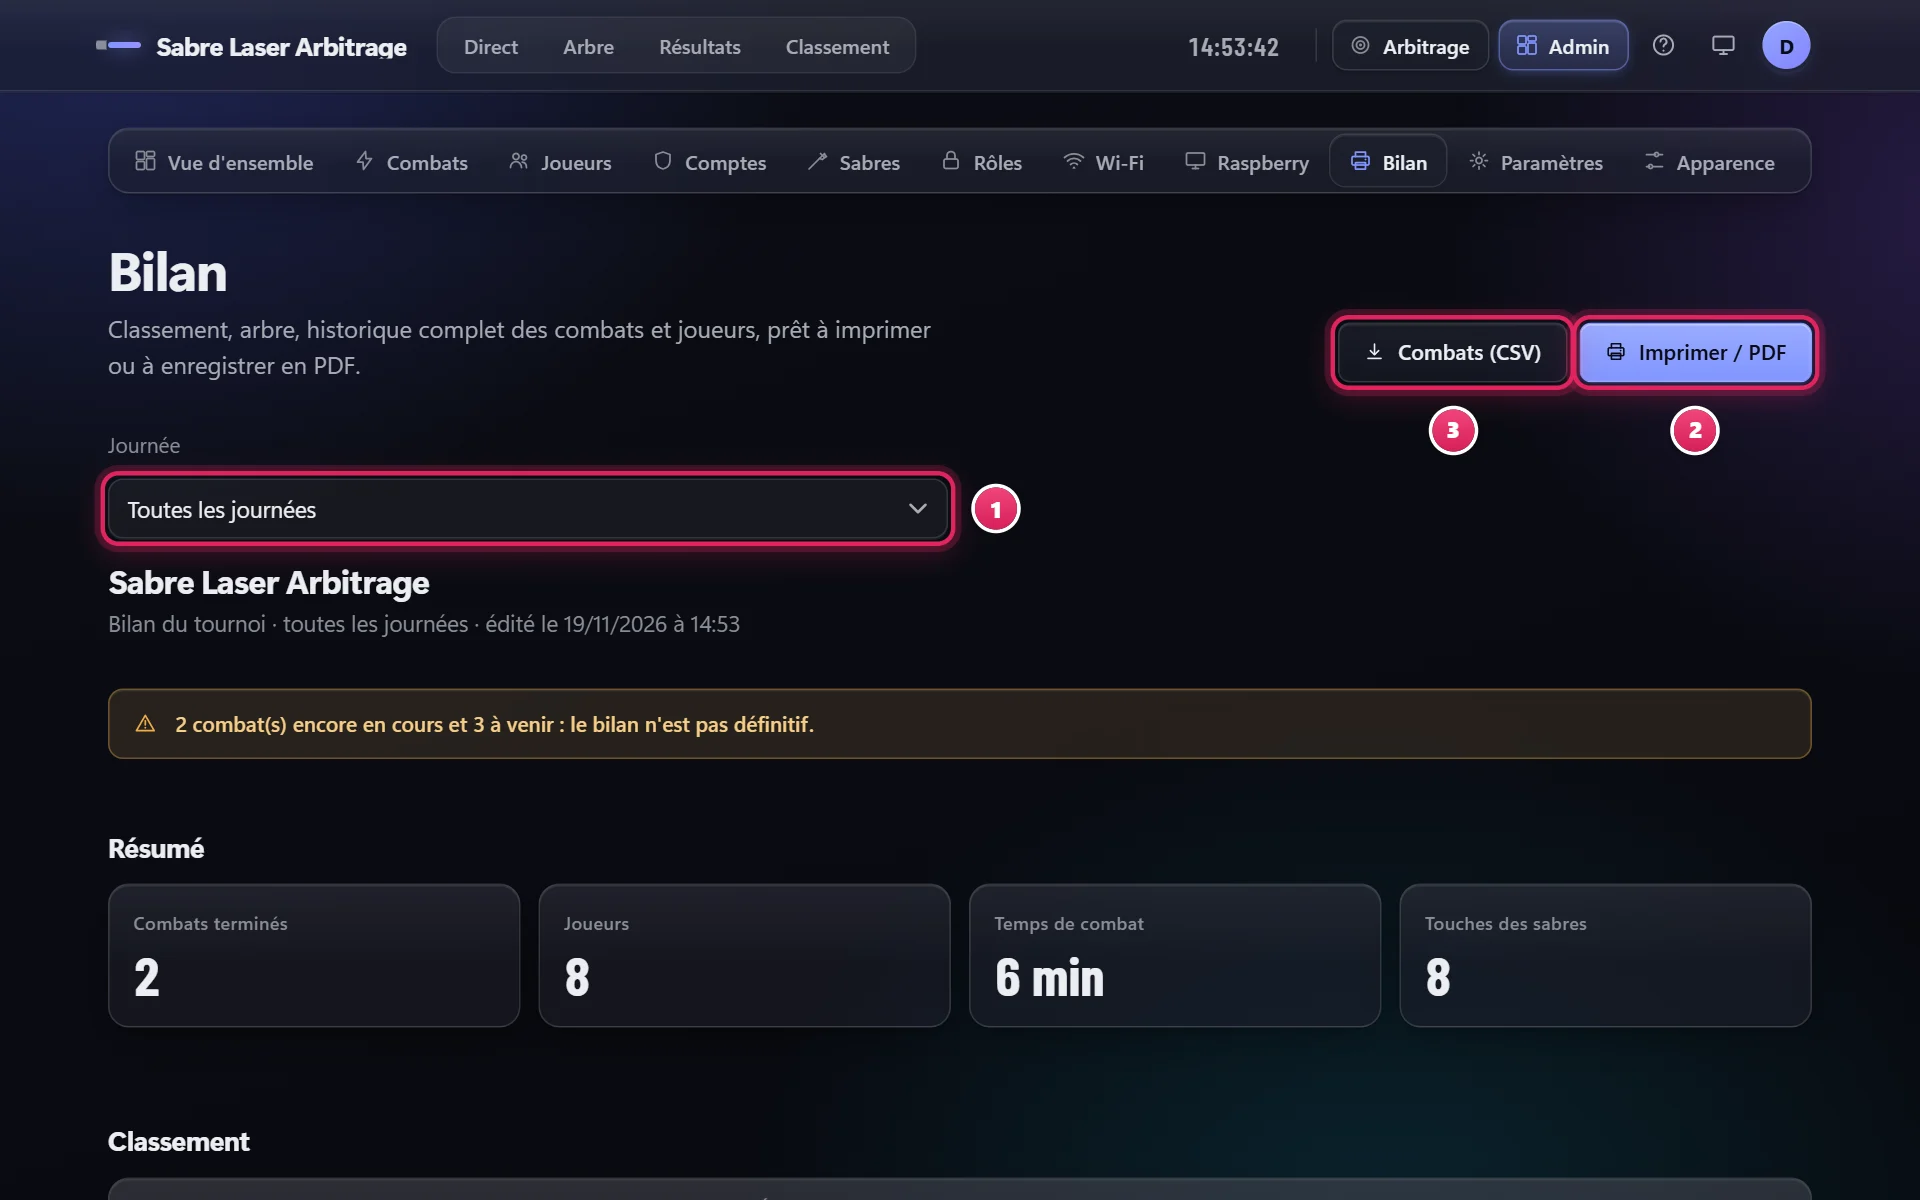 Sabre Laser Arbitrage
Direct
Arbre
Résultats
Classement
14:53:42
Arbitrage
Admin
D
Vue d'ensemble
Combats
Joueurs
Comptes
Sabres
Rôles
Wi-Fi
Raspberry
Bilan
Paramètres
Apparence
Bilan
Classement, arbre, historique complet des combats et joueurs, prêt à imprimer
ou à enregistrer en PDF.
Combats (CSV)
Imprimer / PDF
3
2
Journée
Toutes les journées
1
Sabre Laser Arbitrage
Bilan du tournoi · toutes les journées · édité le 19/11/2026 à 14:53
2 combat(s) encore en cours et 3 à venir : le bilan n'est pas définitif.
Résumé
Combats terminés
2
Joueurs
8
Temps de combat
6 min
Touches des sabres
8
Classement